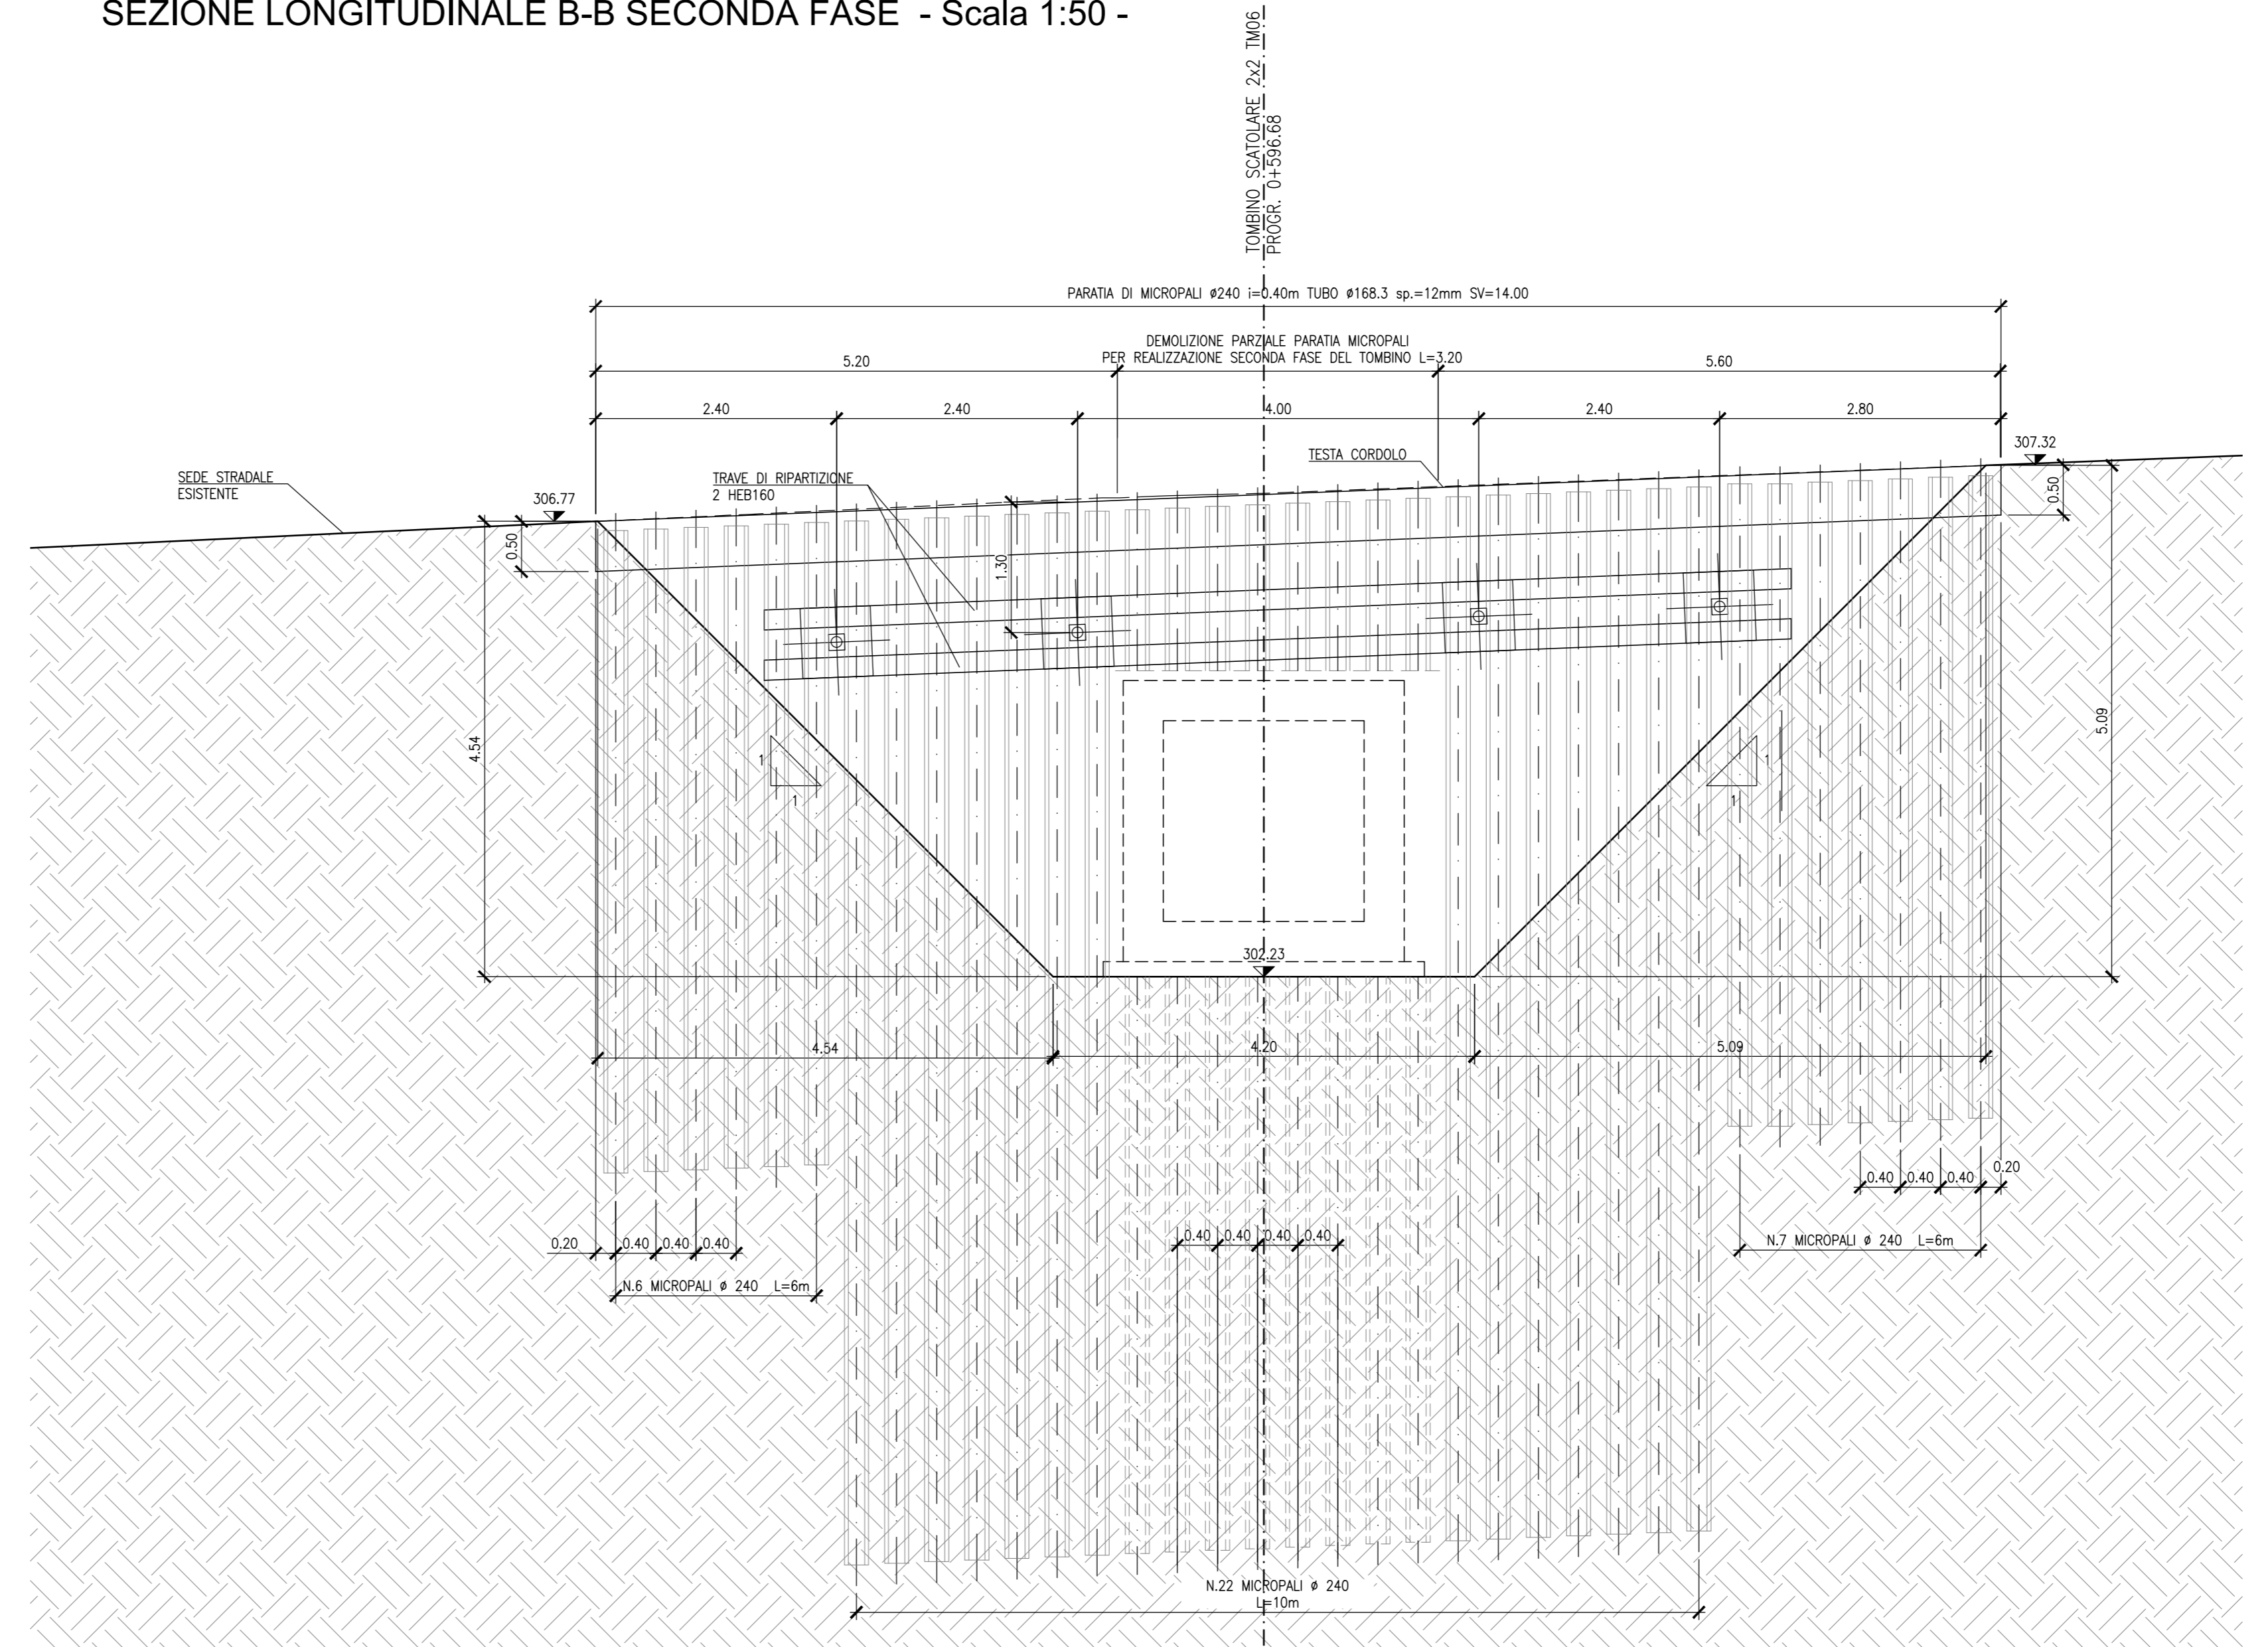 SEZIONE LONGITUDINALE B-B SECONDA FASE - Scala 1:50 -
TOMBINO SCATOLARE 2x2 TM06
PROGR. 0+596.68
PARATIA DI MICROPALI ø240 i=0.40m TUBO ø168.3 sp.=12mm SV=14.00
DEMOLIZIONE PARZIALE PARATIA MICROPALI
PER REALIZZAZIONE SECONDA FASE DEL TOMBINO L=3.20
5.20
5.60
2.40
2.40
4.00
2.40
2.80
307.32
TESTA CORDOLO
SEDE STRADALE
ESISTENTE
TRAVE DI RIPARTIZIONE
2 HEB160
306.77
0.50
0.50
1.30
4.54
5.09
1
1
1
1
302.23
4.54
4.20
5.09
0.40
0.40
0.40
0.20
0.20
0.40
0.40
0.40
0.40
0.40
0.40
0.40
N.7 MICROPALI ø 240 L=6m
N.6 MICROPALI ø 240 L=6m
N.22 MICROPALI ø 240
L=10m